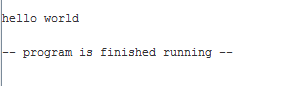 hello world
-- program is finished running --